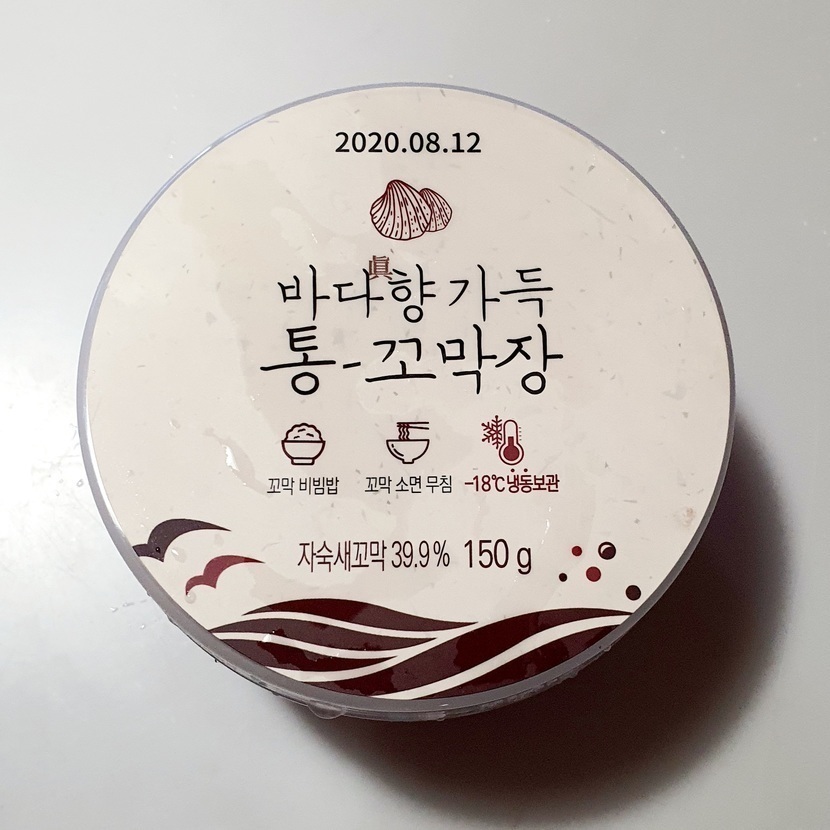 2020.08.12
眞
바다향 가득
통-꼬막장
꼬막 비빔밥 꼬막 소면 무침 -18℃ 냉동보관
자숙새꼬막 39.9% 150 g